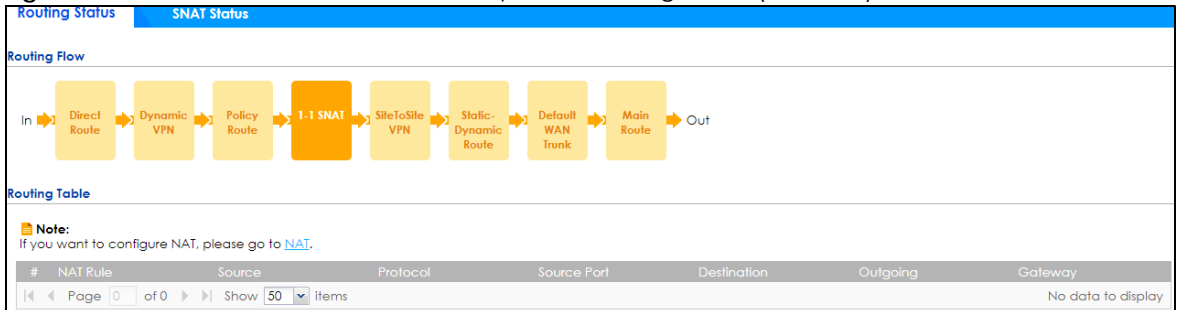 Routing Status SNAT Status
Routing Flow
In Direct Route Dynamic VPN Policy Route 1-1 SNAT SiteToSite VPN Static-Dynamic Route Default WAN Trunk Main Route Out
Routing Table
Note:
If you want to configure NAT, please go to NAT.
# NAT Rule Source Protocol Source Port Destination Outgoing Gateway
Page 0 of 0 Show 50 items No data to display